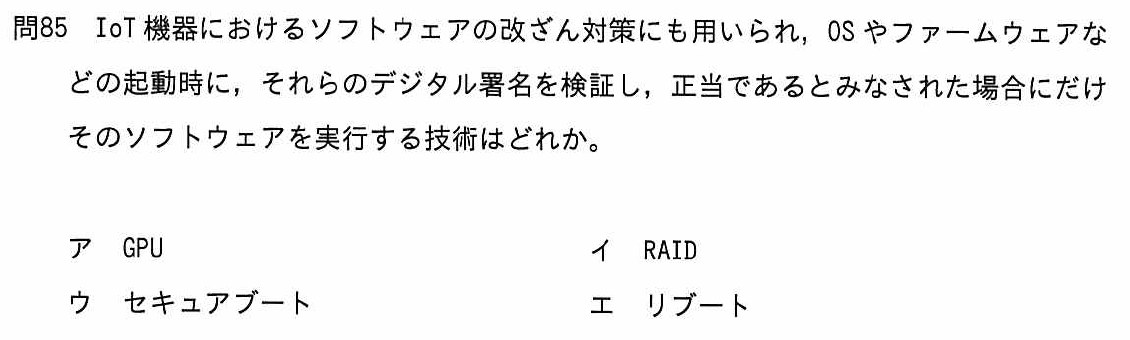 問85 IoT機器におけるソフトウェアの改ざん対策にも用いられ，OSやファームウェアな
どの起動時に，それらのデジタル署名を検証し，正当であるとみなされた場合にだけ
そのソフトウェアを実行する技術はどれか。
ア GPU イ RAID
ウ セキュアブート エ リブート